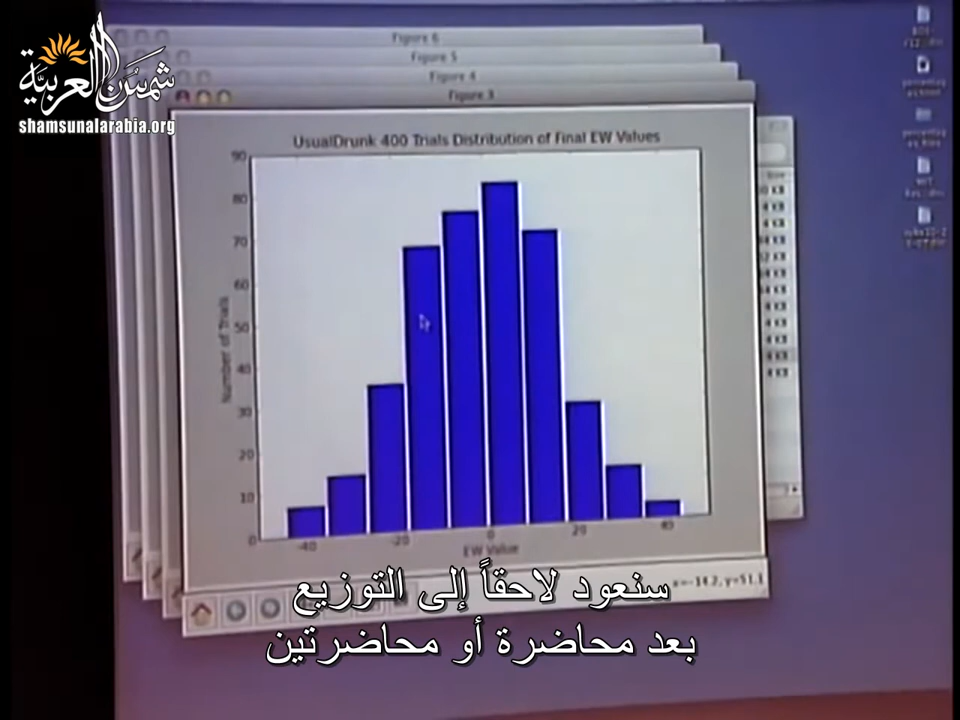 شمس العربية
shamsunalarabia.org
Figure 6
Figure 5
Figure 4
Figure 3
UsualDrunk 400 Trials Distribution of Final EW Values
90
80
70
60
50
40
30
20
10
0
Number of Trials
-40
-20
0
20
40
EW Value
x=-14.2, y=51.1
سنعود لاحقاً إلى التوزيع
بعد محاضرة أو محاضرتين